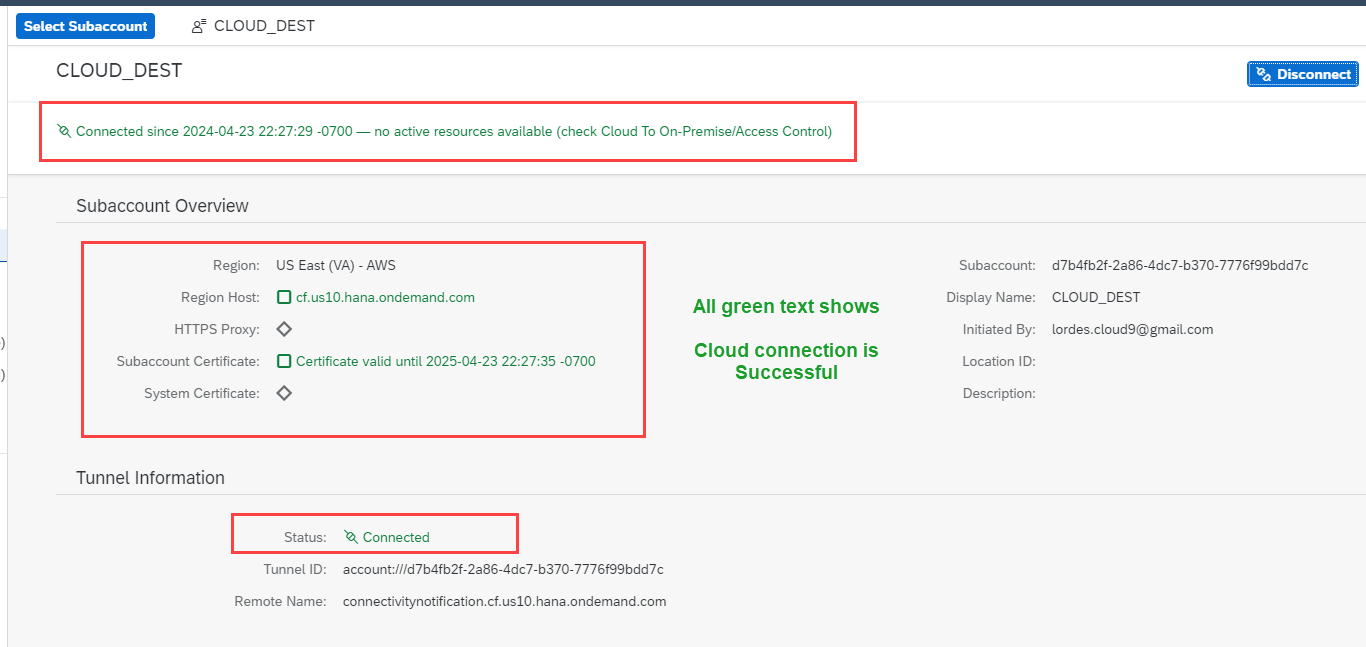 Select Subaccount CLOUD_DEST
CLOUD_DEST
Disconnect
Connected since 2024-04-23 22:27:29 -0700 — no active resources available (check Cloud To On-Premise/Access Control)
Subaccount Overview
Region: US East (VA) - AWS
Region Host: cf.us10.hana.ondemand.com
HTTPS Proxy:
Subaccount Certificate: Certificate valid until 2025-04-23 22:27:35 -0700
System Certificate:
All green text shows
Cloud connection is
Successful
Subaccount: d7b4fb2f-2a86-4dc7-b370-7776f99bdd7c
Display Name: CLOUD_DEST
Initiated By: lordes.cloud9@gmail.com
Location ID:
Description:
Tunnel Information
Status: Connected
Tunnel ID: account:///d7b4fb2f-2a86-4dc7-b370-7776f99bdd7c
Remote Name: connectivitynotification.cf.us10.hana.ondemand.com
)
)